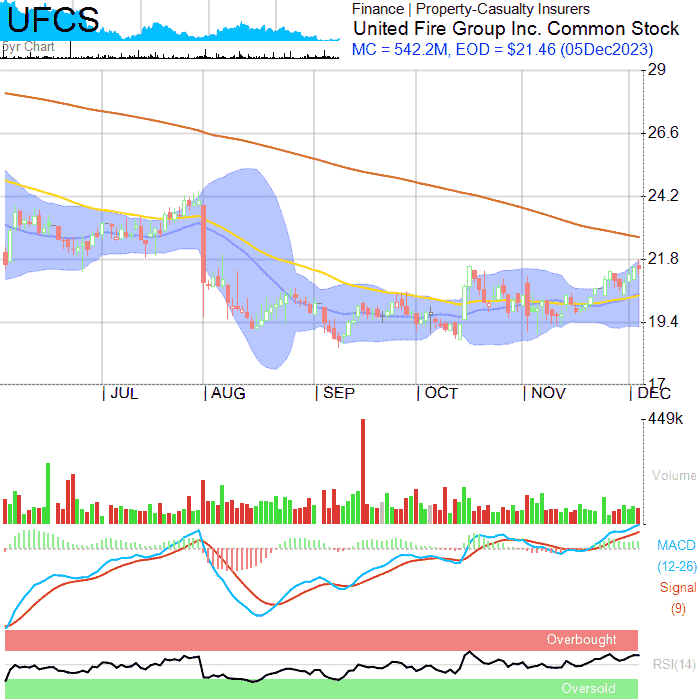 UFCS
5yr Chart
Finance | Property-Casualty Insurers
United Fire Group Inc. Common Stock
MC = 542.2M, EOD = $21.46 (05Dec2023)
29
26.6
24.2
21.8
19.4
17
| JUL | AUG | SEP | OCT | NOV | DEC
449k
Volume
MACD
(12-26)
Signal
(9)
Overbought
RSI(14)
Oversold